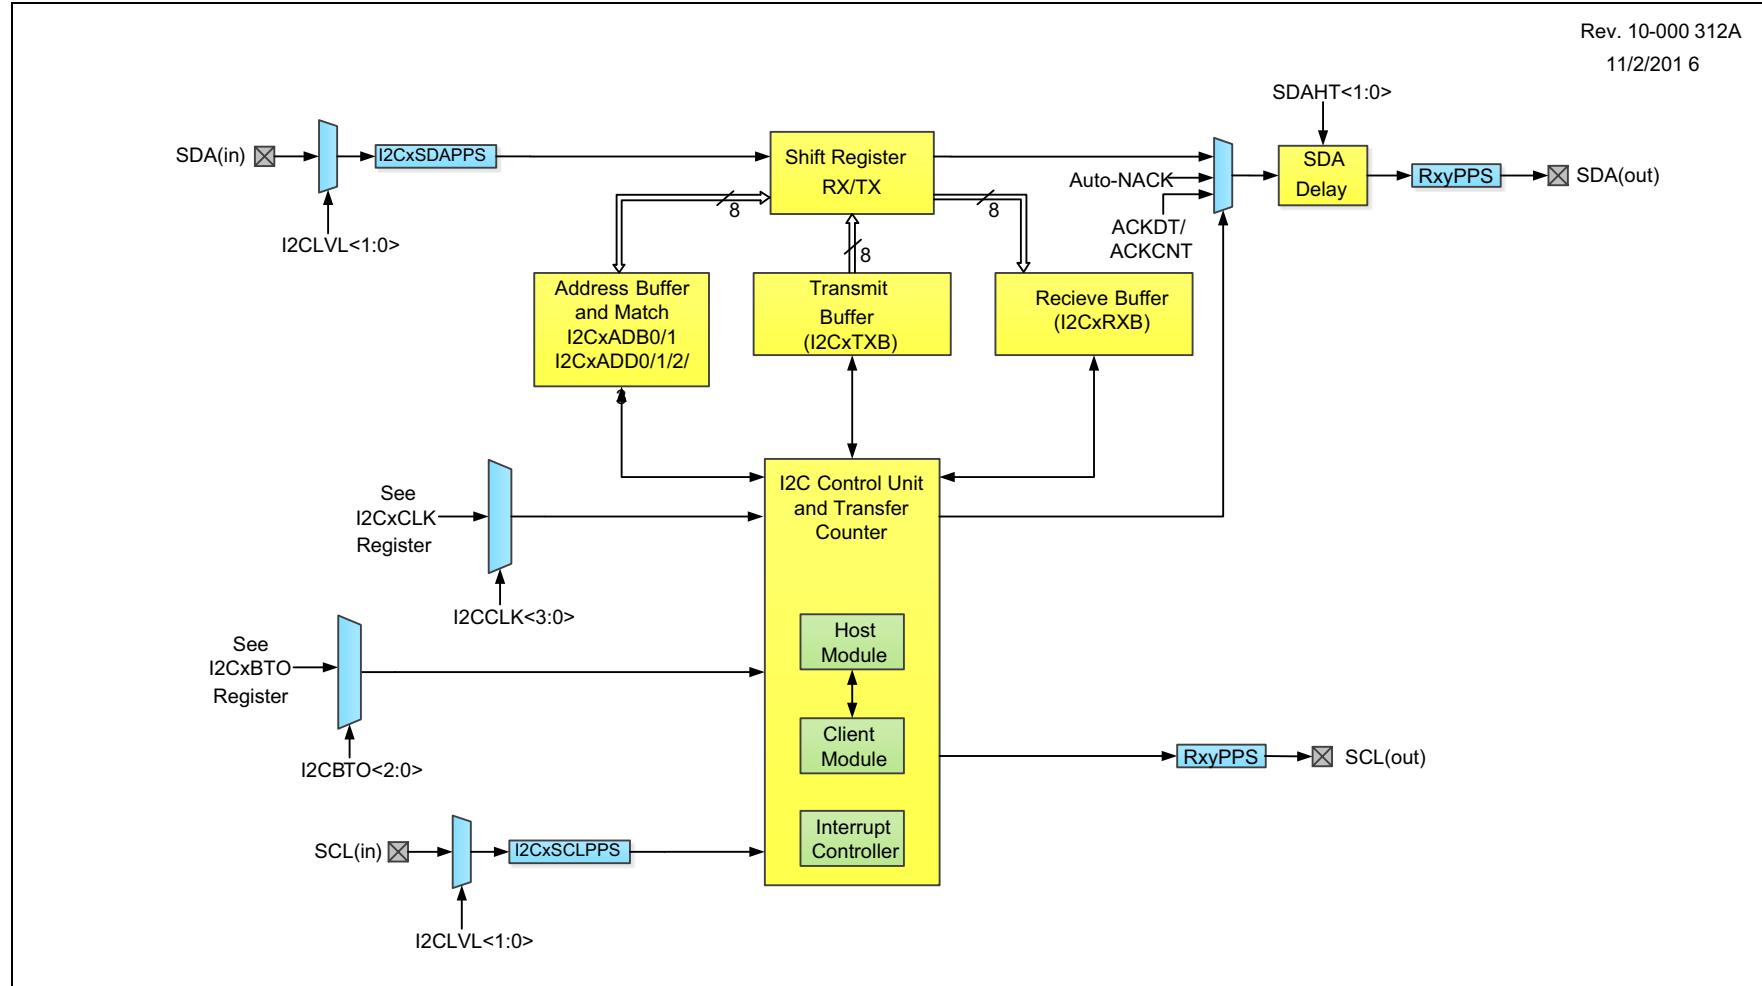 Rev. 10-000 312A
11/2/201 6
SDAHT<1:0>
SDA(in)
I2CxSDAPPS
I2CLVL<1:0>
Shift Register
RX/TX
8
8
8
Auto-NACK
ACKDT/
ACKCNT
SDA
Delay
RxyPPS
SDA(out)
Address Buffer
and Match
I2CxADB0/1
I2CxADD0/1/2/
Transmit
Buffer
(I2CxTXB)
Recieve Buffer
(I2CxRXB)
See
I2CxCLK
Register
I2CCLK<3:0>
I2C Control Unit
and Transfer
Counter
See
I2CxBTO
Register
I2CBTO<2:0>
Host
Module
Client
Module
RxyPPS
SCL(out)
SCL(in)
I2CxSCLPPS
Interrupt
Controller
I2CLVL<1:0>